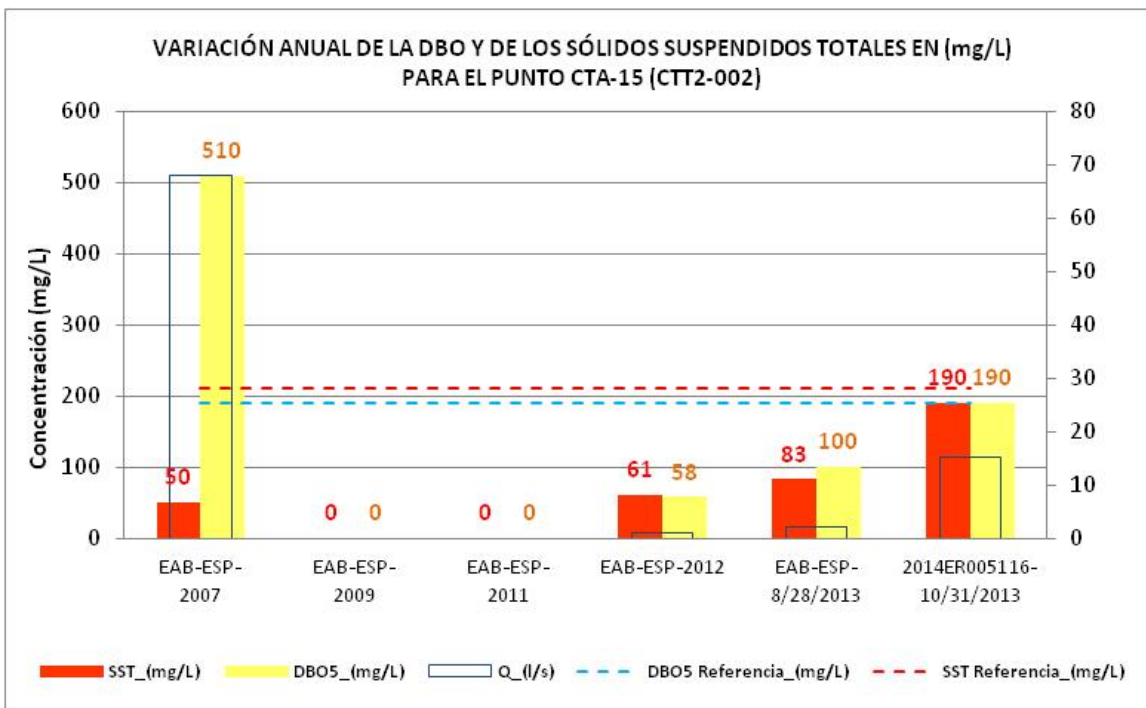 VARIACIÓN ANUAL DE LA DBO Y DE LOS SÓLIDOS SUSPENDIDOS TOTALES EN (mg/L)
PARA EL PUNTO CTA-15 (CTT2-002)
Concentración (mg/L)
600
500
400
300
200
100
0
80
70
60
50
40
30
20
10
0
50
510
0
0
0
0
61
58
83
100
190
190
EAB-ESP-
2007
EAB-ESP-
2009
EAB-ESP-
2011
EAB-ESP-2012
EAB-ESP-
8/28/2013
2014ER005116-
10/31/2013
SST_(mg/L)
DBO5_(mg/L)
Q_(l/s)
DBO5 Referencia_(mg/L)
SST Referencia_(mg/L)